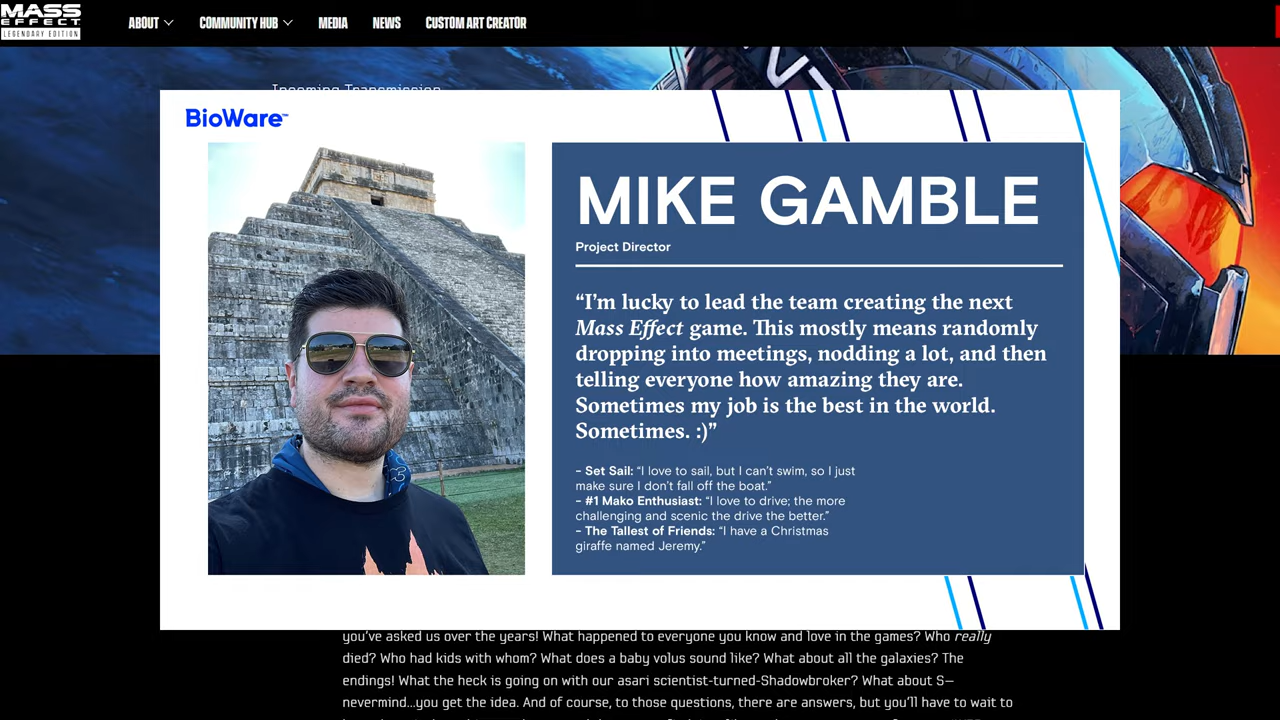 MASS
EFFECT
LEGENDARY EDITION
ABOUT
COMMUNITY HUB
MEDIA
NEWS
CUSTOM ART CREATOR
Incoming Transmission
BioWare™
MIKE GAMBLE
Project Director
“I’m lucky to lead the team creating the next
Mass Effect game. This mostly means randomly
dropping into meetings, nodding a lot, and then
telling everyone how amazing they are.
Sometimes my job is the best in the world.
Sometimes. :)”
– Set Sail: “I love to sail, but I can’t swim, so I just
make sure I don’t fall off the boat.”
– #1 Mako Enthusiast: “I love to drive; the more
challenging and scenic the drive the better.”
– The Tallest of Friends: “I have a Christmas
giraffe named Jeremy.”
you’ve asked us over the years! What happened to everyone you know and love in the games? Who really
died? Who had kids with whom? What does a baby volus sound like? What about all the galaxies? The
endings! What the heck is going on with our asari scientist-turned-Shadowbroker? What about S—
nevermind...you get the idea. And of course, to those questions, there are answers, but you’ll have to wait to